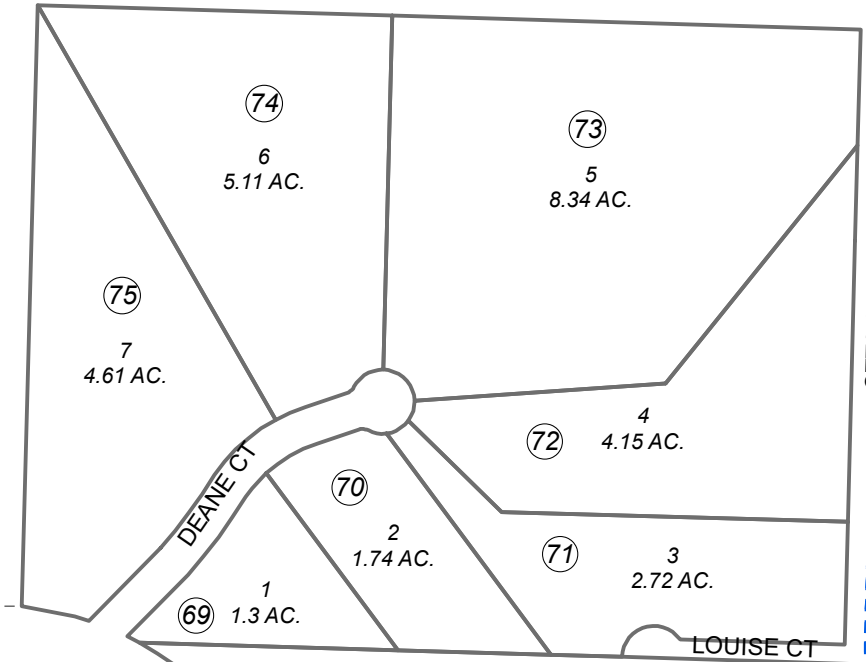 74
6
5.11 AC.
73
5
8.34 AC.
75
7
4.61 AC.
4
4.15 AC.
72
DEANE CT
70
2
1.74 AC.
71
3
2.72 AC.
1
1.3 AC.
69
LOUISE CT